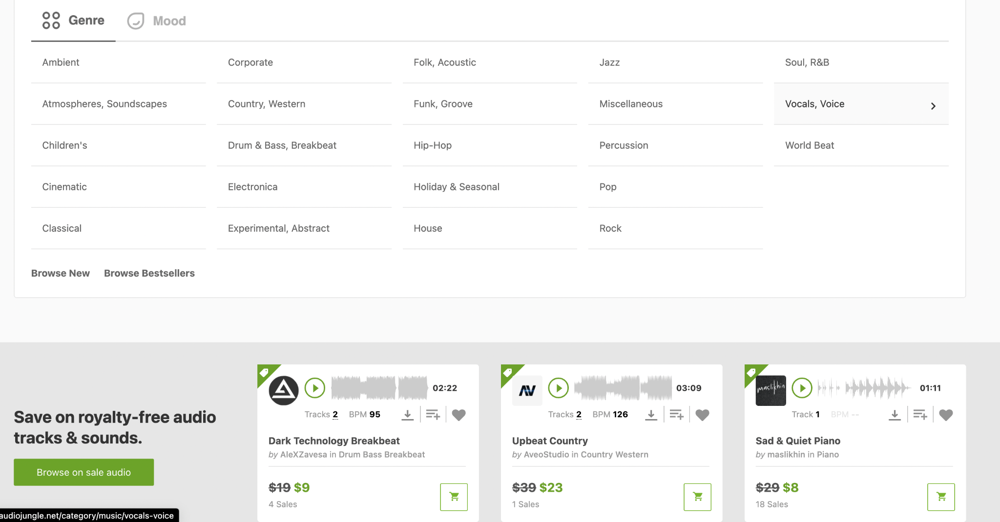 Genre Mood
Ambient Corporate Folk, Acoustic Jazz Soul, R&B
Atmospheres, Soundscapes Country, Western Funk, Groove Miscellaneous Vocals, Voice
Children's Drum & Bass, Breakbeat Hip-Hop Percussion World Beat
Cinematic Electronica Holiday & Seasonal Pop
Classical Experimental, Abstract House Rock
Browse New Browse Bestsellers
Save on royalty-free audio
tracks & sounds.
Browse on sale audio
02:22
Tracks 2 BPM 95
Dark Technology Breakbeat
by AleXZavesa in Drum Bass Breakbeat
$19 $9
4 Sales
AV
03:09
Tracks 2 BPM 126
Upbeat Country
by AveoStudio in Country Western
$39 $23
1 Sales
maslikhin
01:11
Track 1 BPM --
Sad & Quiet Piano
by maslikhin in Piano
$29 $8
18 Sales
audiojungle.net/category/music/vocals-voice